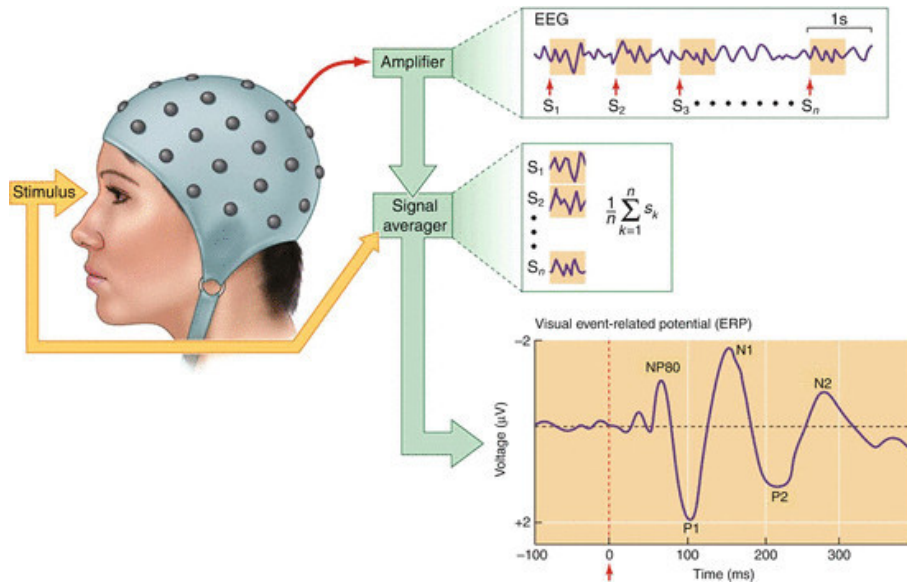 EEG
1s
Amplifier
S1 S2 S3 Sn
Stimulus
Signal
averager
S1
S2
Sn
1/n n∑k=1 sk
Visual event-related potential (ERP)
-2
NP80
N1
N2
Voltage (µV)
P2
+2
P1
-100 0 100 200 300
Time (ms)